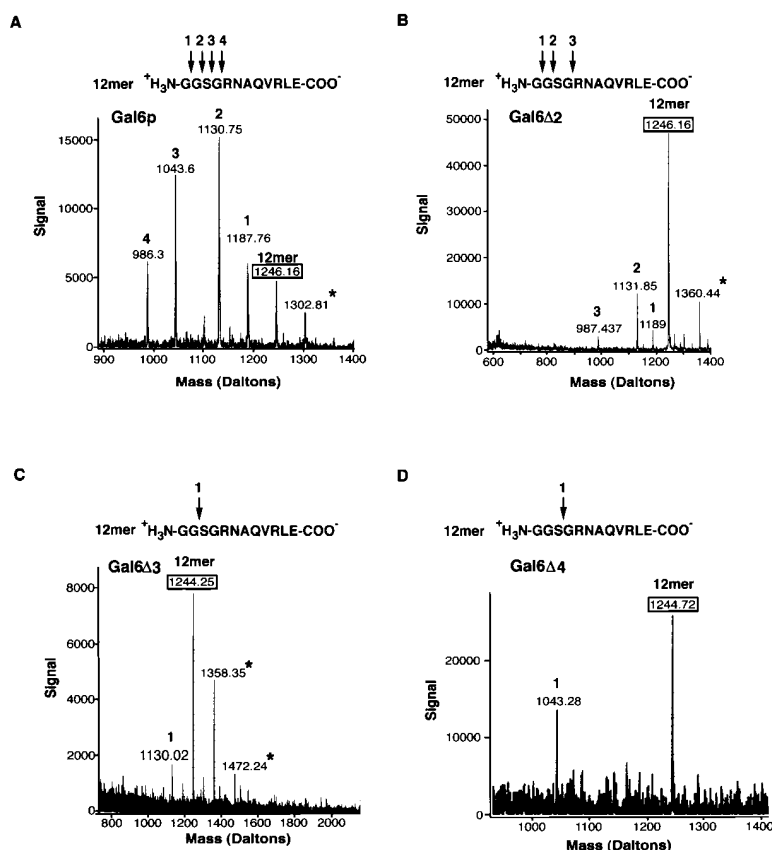 A
1 2 3 4
12mer +H3N-GGSGRNAQVRLE-COO-
Gal6p
2
1130.75
3
1043.6
1
1187.76
4
986.3
12mer
1246.16
1302.81 *
Signal
15000
10000
5000
0
900 1000 1100 1200 1300 1400
Mass (Daltons)
B
1 2 3
12mer +H3N-GGSGRNAQVRLE-COO-
Gal6Δ2
12mer
1246.16
2
1131.85
1
1189
3
987.437
1360.44 *
Signal
50000
40000
30000
20000
10000
0
600 800 1000 1200 1400
Mass (Daltons)
C
1
12mer +H3N-GGSGRNAQVRLE-COO-
Gal6Δ3
12mer
1244.25
1358.35 *
1
1130.02
1472.24 *
Signal
8000
6000
4000
2000
0
800 1000 1200 1400 1600 1800 2000
Mass (Daltons)
D
1
12mer +H3N-GGSGRNAQVRLE-COO-
Gal6Δ4
12mer
1244.72
1
1043.28
Signal
20000
10000
0
1000 1100 1200 1300 1400
Mass (Daltons)